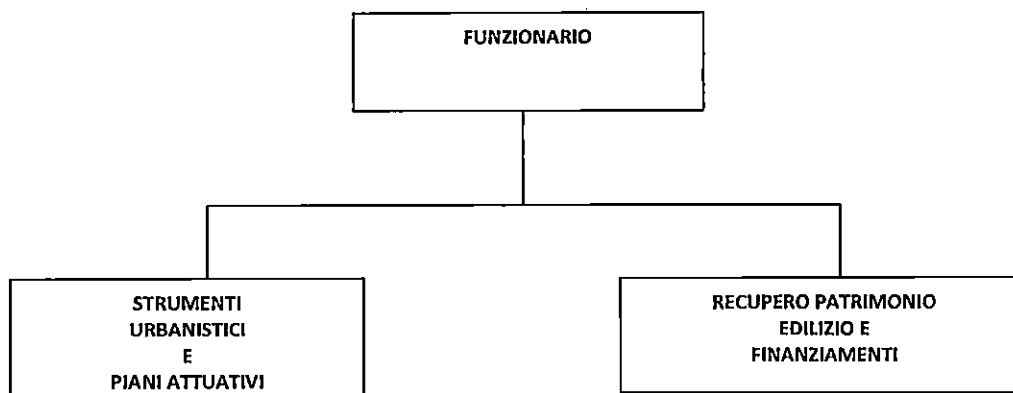 FUNZIONARIO
STRUMENTI
URBANISTICI
E
PIANI ATTUATIVI
RECUPERO PATRIMONIO
EDILIZIO E
FINANZIAMENTI